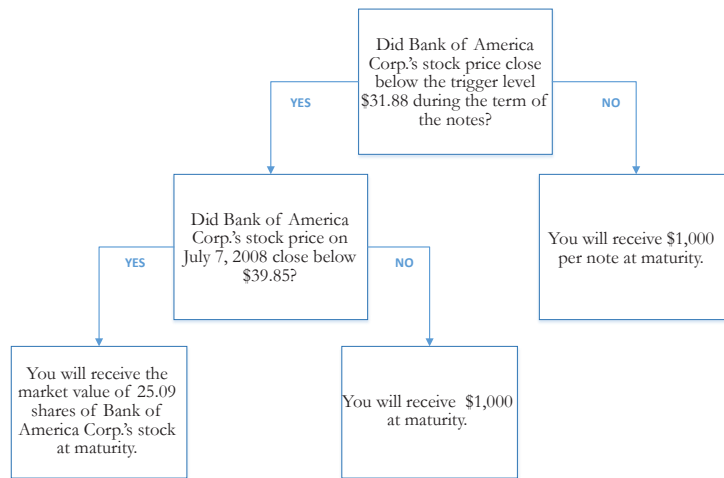 Did Bank of America
Corp.'s stock price close
below the trigger level
$31.88 during the term of
the notes?
YES
NO
Did Bank of America
Corp.'s stock price on
July 7, 2008 close below
$39.85?
You will receive $1,000
per note at maturity.
YES
NO
You will receive the
market value of 25.09
shares of Bank of
America Corp.'s stock
at maturity.
You will receive $1,000
at maturity.